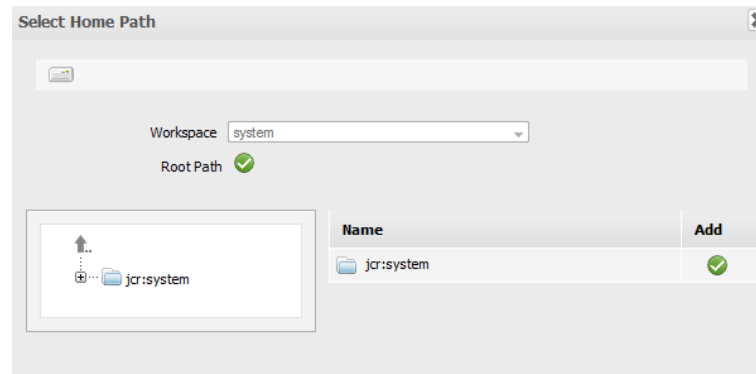 Select Home Path
Workspace system
Root Path
..
jcr:system
Name Add
jcr:system